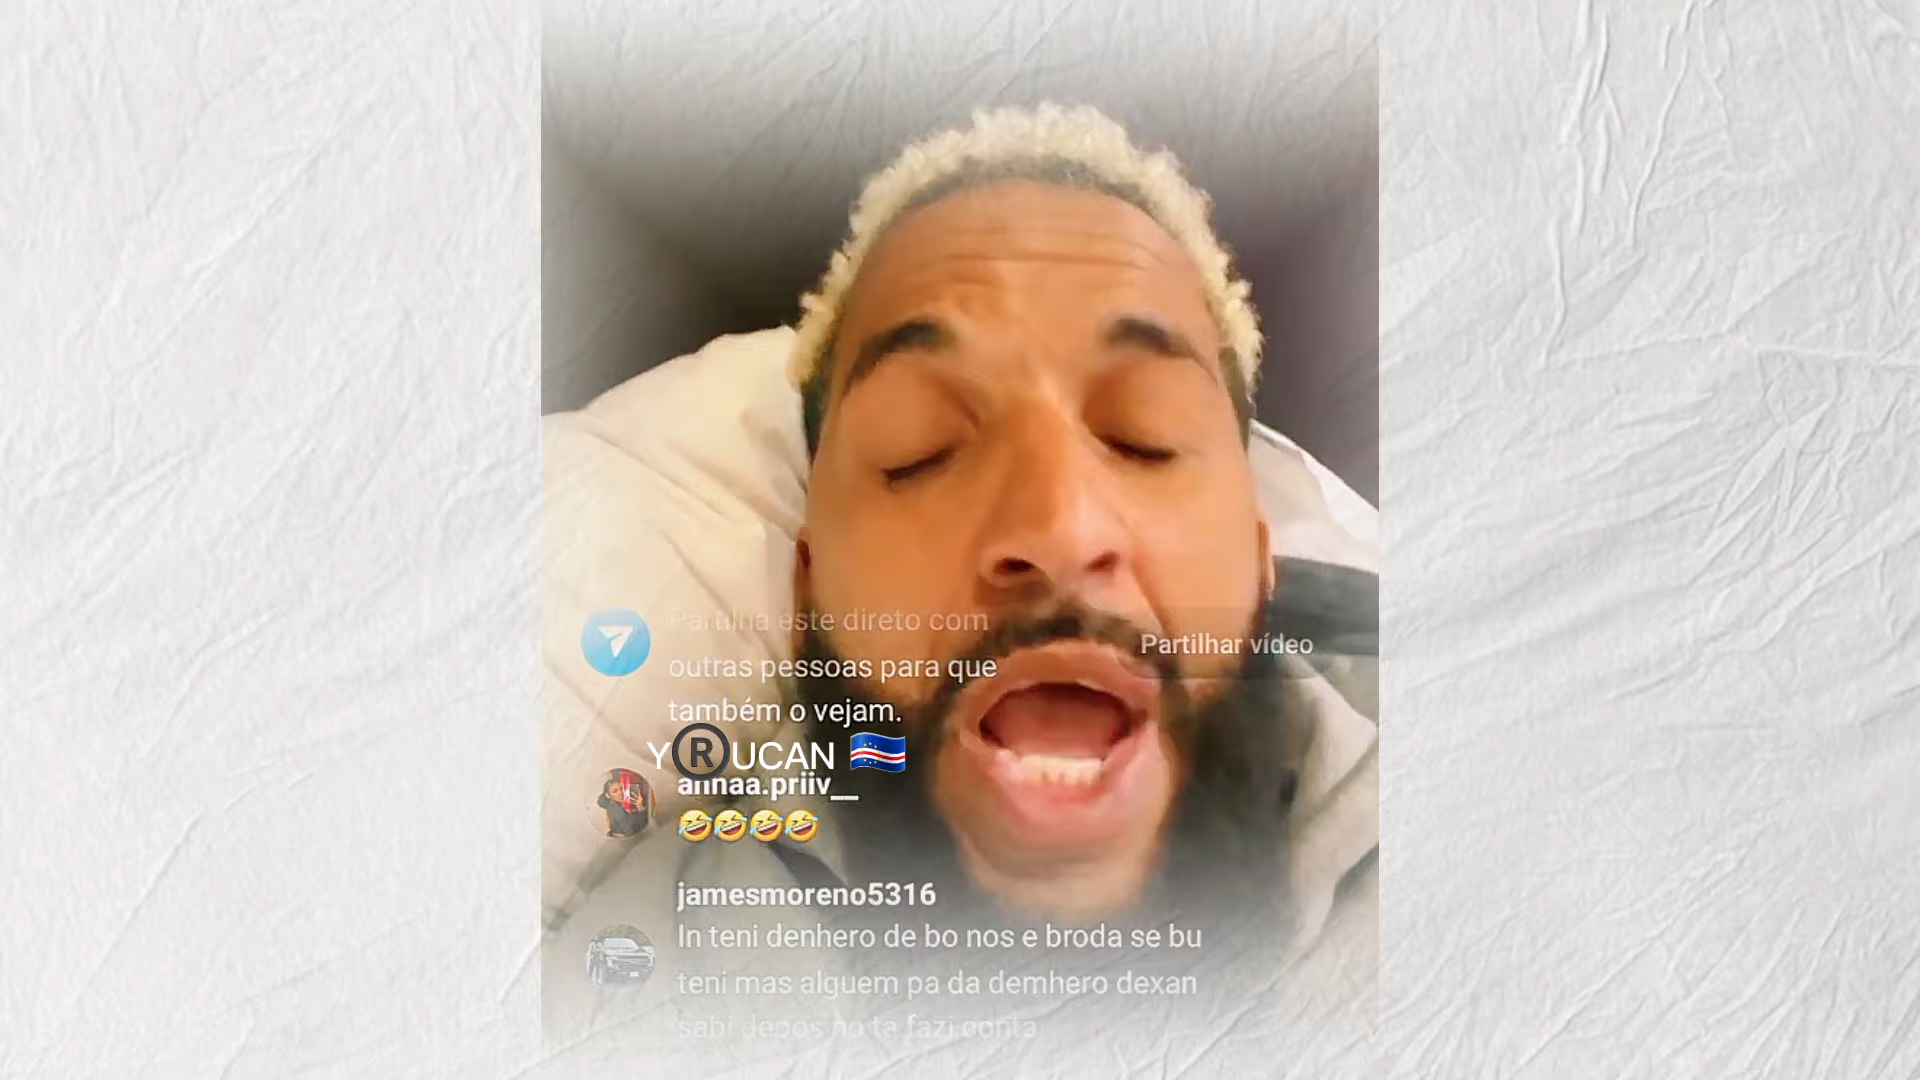 Partilha este direto com
outras pessoas para que
também o vejam.
Partilhar vídeo
Y®UCAN 🇨🇻
annaa.priiv__
🤣🤣🤣🤣
jamesmoreno5316
In teni denhero de bo nos e broda se bu
teni mas alguem pa da demhero dexan
sabi depos no ta fazi conta